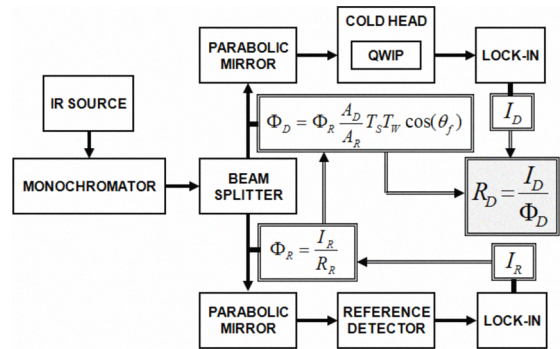 COLD HEAD
QWIP
PARABOLIC
MIRROR
LOCK-IN
IR SOURCE
I_D
Φ_D = Φ_R A_D/A_R T_S T_W cos(θ_f)
MONOCHROMATOR
BEAM
SPLITTER
R_D = I_D/Φ_D
Φ_R = I_R/R_R
I_R
PARABOLIC
MIRROR
REFERENCE
DETECTOR
LOCK-IN